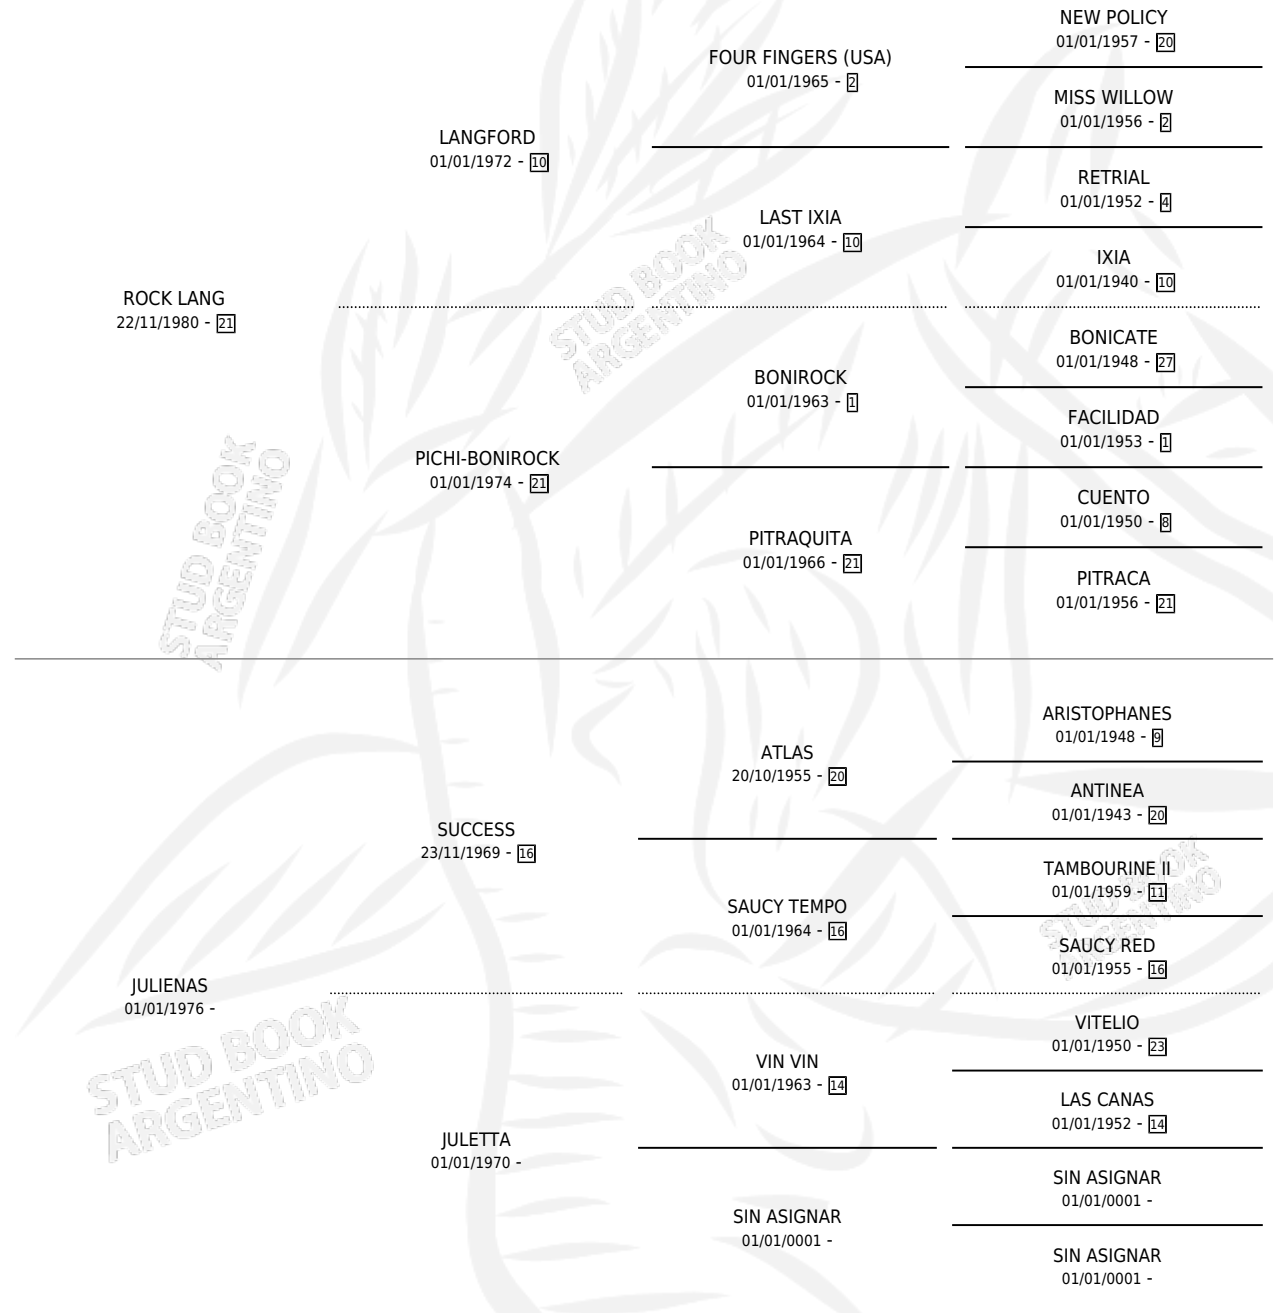 NEW POLICY
01/01/1957 - 20
FOUR FINGERS (USA)
01/01/1965 - 2
MISS WILLOW
01/01/1956 - 2
LANGFORD
01/01/1972 - 10
RETRIAL
01/01/1952 - 4
LAST IXIA
01/01/1964 - 10
IXIA
01/01/1940 - 10
ROCK LANG
22/11/1980 - 21
STUD BOOK
ARGENTINO
BONICATE
01/01/1948 - 27
BONIROCK
01/01/1963 - 1
FACILIDAD
01/01/1953 - 1
PICHI-BONIROCK
01/01/1974 - 21
CUENTO
01/01/1950 - 8
PITRAQUITA
01/01/1966 - 21
PITRACA
01/01/1956 - 21
STUD BOOK
ARGENTINO
ARISTOPHANES
01/01/1948 - 9
ATLAS
20/10/1955 - 20
ANTINEA
01/01/1943 - 20
SUCCESS
23/11/1969 - 16
TAMBOURINE II
01/01/1959 - 11
SAUCY TEMPO
01/01/1964 - 16
STUD BOOK
ARGENTINO
SAUCY RED
01/01/1955 - 16
JULIENAS
01/01/1976 -
VITELIO
01/01/1950 - 23
VIN VIN
01/01/1963 - 14
LAS CANAS
01/01/1952 - 14
STUD BOOK
ARGENTINO
JULETTA
01/01/1970 -
SIN ASIGNAR
01/01/0001 -
SIN ASIGNAR
01/01/0001 -
SIN ASIGNAR
01/01/0001 -